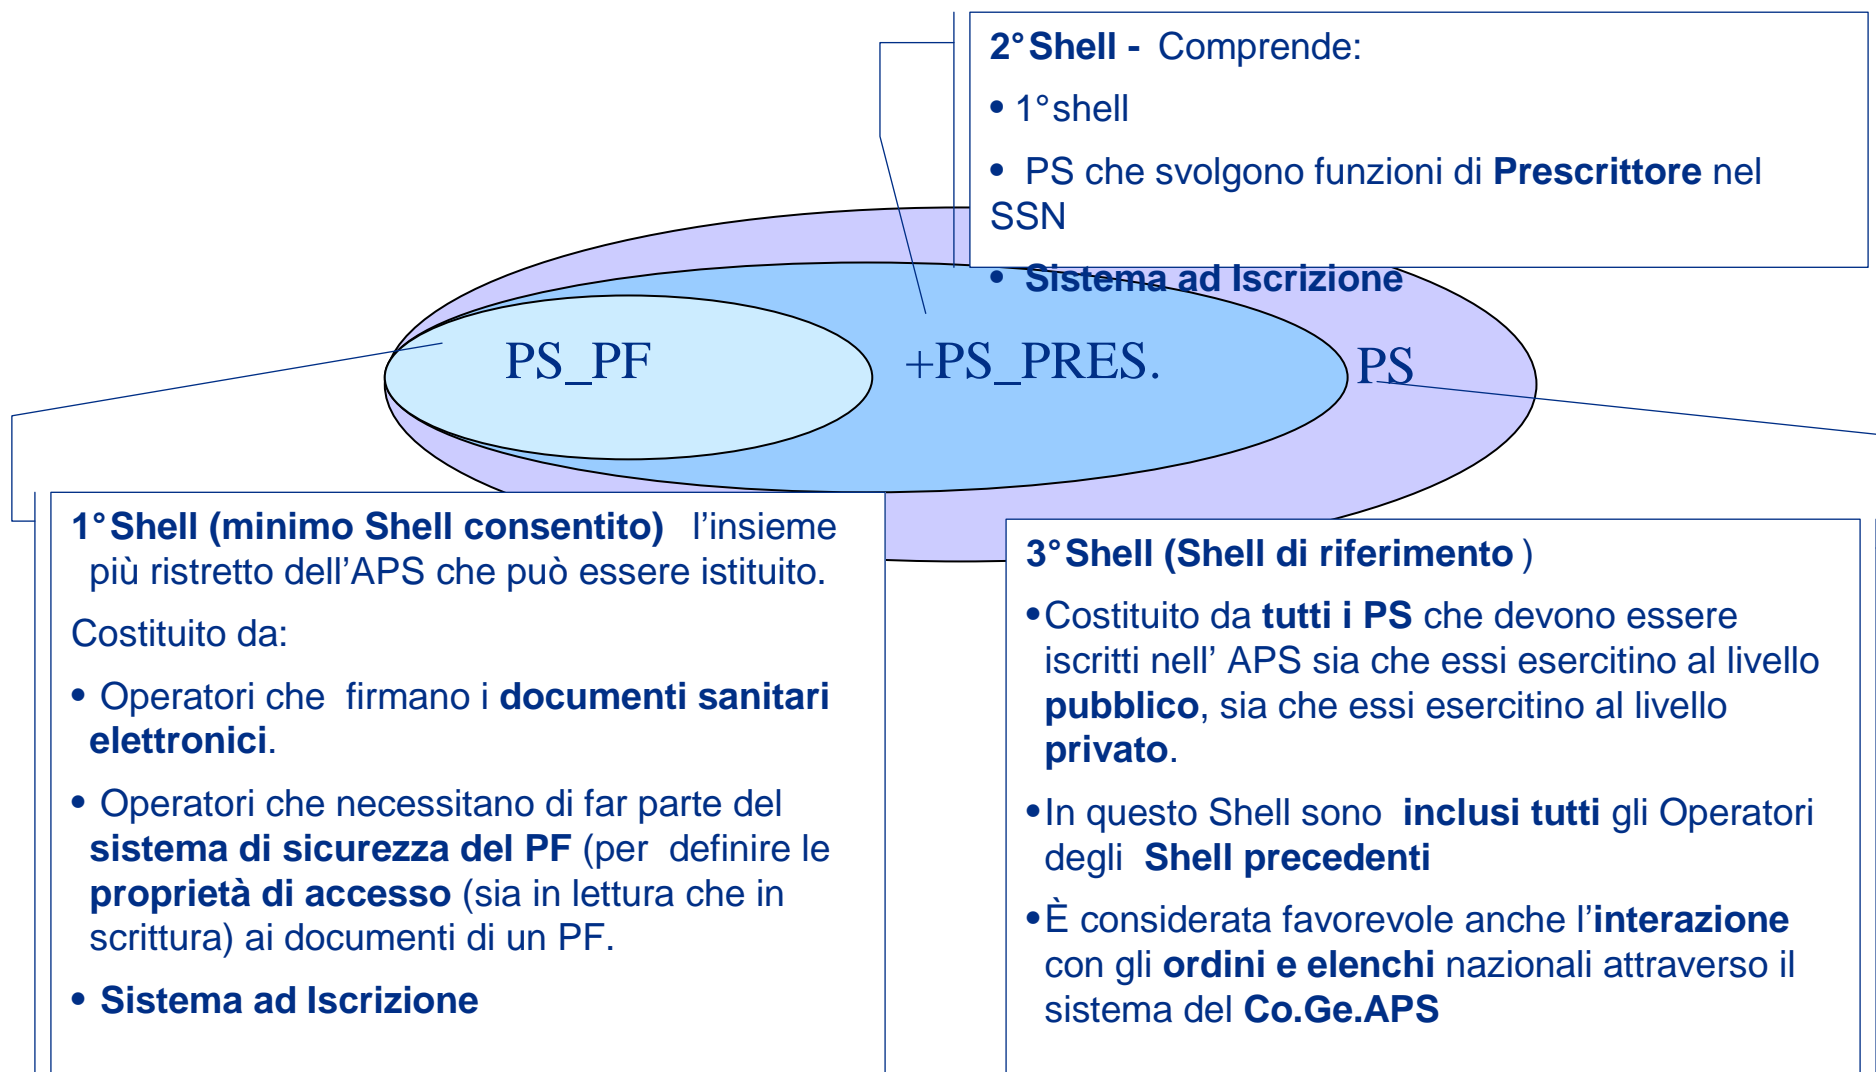 2° Shell - Comprende:
• 1° shell
• PS che svolgono funzioni di Prescrittore nel
SSN
• Sistema ad Iscrizione
PS_PF
+PS_PRES.
PS
1° Shell (minimo Shell consentito) l’insieme
più ristretto dell’APS che può essere istituito.
Costituito da:
• Operatori che firmano i documenti sanitari
elettronici.
• Operatori che necessitano di far parte del
sistema di sicurezza del PF (per definire le
proprietà di accesso (sia in lettura che in
scrittura) ai documenti di un PF.
• Sistema ad Iscrizione
3° Shell (Shell di riferimento )
•Costituito da tutti i PS che devono essere
iscritti nell’ APS sia che essi esercitino al livello
pubblico, sia che essi esercitino al livello
privato.
•In questo Shell sono inclusi tutti gli Operatori
degli Shell precedenti
•È considerata favorevole anche l’interazione
con gli ordini e elenchi nazionali attraverso il
sistema del Co.Ge.APS